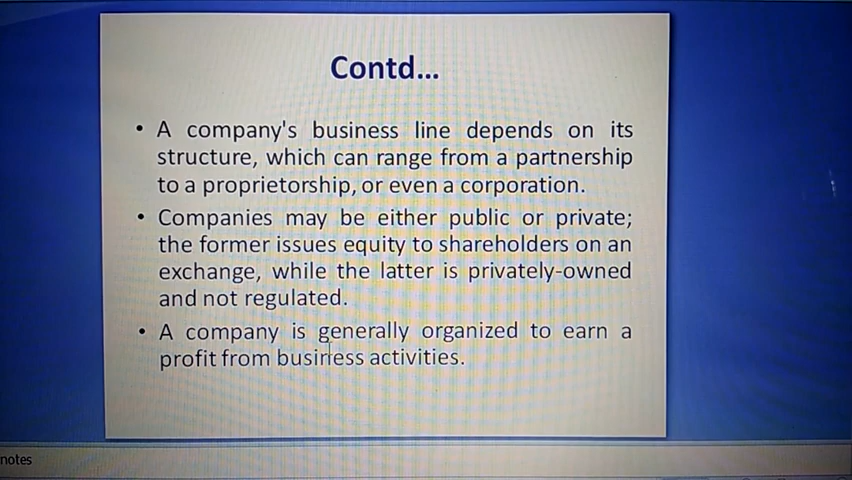 Contd...
• A company's business line depends on its
structure, which can range from a partnership
to a proprietorship, or even a corporation.
• Companies may be either public or private;
the former issues equity to shareholders on an
exchange, while the latter is privately-owned
and not regulated.
• A company is generally organized to earn a
profit from business activities.
notes